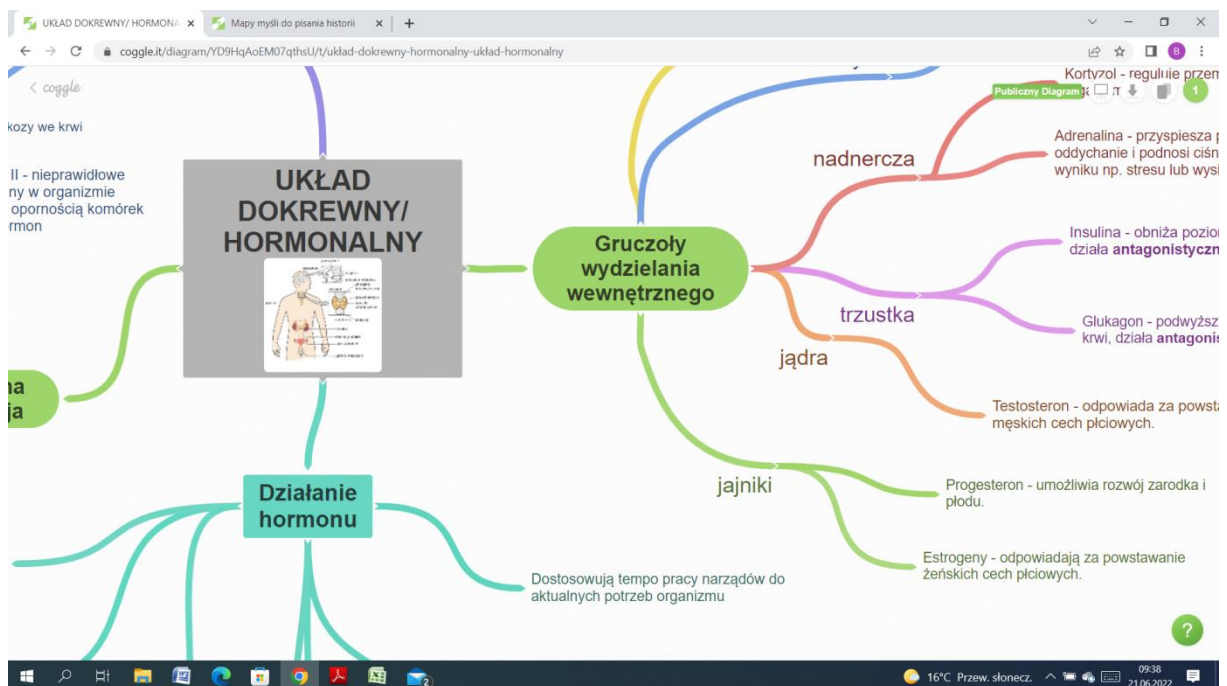 UKŁAD DOKREWNY/ HORMONA
Mapy myśli do pisania historii
coggle.it/diagram/YD9HqAoEM07qthsU/t/układ-dokrewny-hormonalny-układ-hormonalny
B
coggle
kozy we krwi
II - nieprawidłowe
ny w organizmie
opornością komórek
rmon
UKŁAD
DOKREWNY/
HORMONALNY
na
ja
Działanie
hormonu
Dostosowują tempo pracy narządów do
aktualnych potrzeb organizmu
Gruczoły
wydzielania
wewnętrznego
nadnercza
Kortyzol - reguluje przem
Publiczny Diagram
1
Adrenalina - przyspiesza p
oddychanie i podnosi ciśn
wyniku np. stresu lub wysi
trzustka
Insulina - obniża pozior
działa antagonistyczn
Glukagon - podwyższ
krwi, działa antagonis
jądra
Testosteron - odpowiada za powsta
męskich cech płciowych.
jajniki
Progesteron - umożliwia rozwój zarodka i
płodu.
Estrogeny - odpowiadają za powstawanie
żeńskich cech płciowych.
?
2
16°C Przew. słonecz.
09:38
21.06.2022